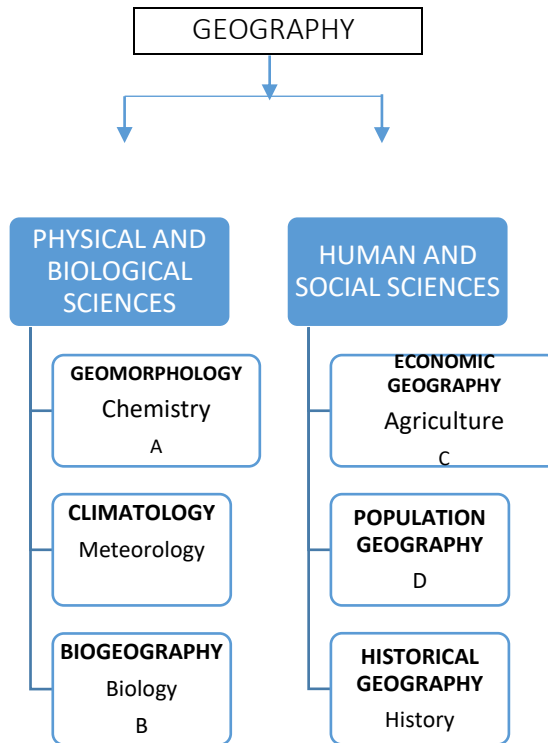 GEOGRAPHY
PHYSICAL AND
BIOLOGICAL
SCIENCES
GEOMORPHOLOGY
Chemistry
A
CLIMATOLOGY
Meteorology
BIOGEOGRAPHY
Biology
B
HUMAN AND
SOCIAL SCIENCES
ECONOMIC
GEOGRAPHY
Agriculture
C
POPULATION
GEOGRAPHY
D
HISTORICAL
GEOGRAPHY
History